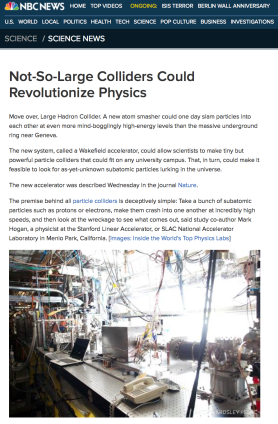 NBCNEWS HOME TOP VIDEOS ONGOING: ISIS TERROR BERLIN WALL ANNIVERSARY
U.S. WORLD LOCAL POLITICS HEALTH TECH SCIENCE POP CULTURE BUSINESS INVESTIGATIONS
SCIENCE / SCIENCE NEWS
Not-So-Large Colliders Could
Revolutionize Physics
Move over, Large Hadron Collider. A new atom smasher could one day slam particles into
each other at even more mind-bogglingly high-energy levels than the massive underground
ring near Geneva.
The new system, called a Wakefield accelerator, could allow scientists to make tiny but
powerful particle colliders that could fit on any university campus. That, in turn, could make it
feasible to look for as-yet-unknown subatomic particles lurking in the universe.
The new accelerator was described Wednesday in the journal Nature.
The premise behind all particle colliders is deceptively simple: Take a bunch of subatomic
particles such as protons or electrons, make them crash into one another at incredibly high
speeds, and then look at the wreckage to see what comes out, said study co-author Mark
Hogan, a physicist at the Stanford Linear Accelerator, or SLAC National Accelerator
Laboratory in Menlo Park, California. [Images: Inside the World's Top Physics Labs]